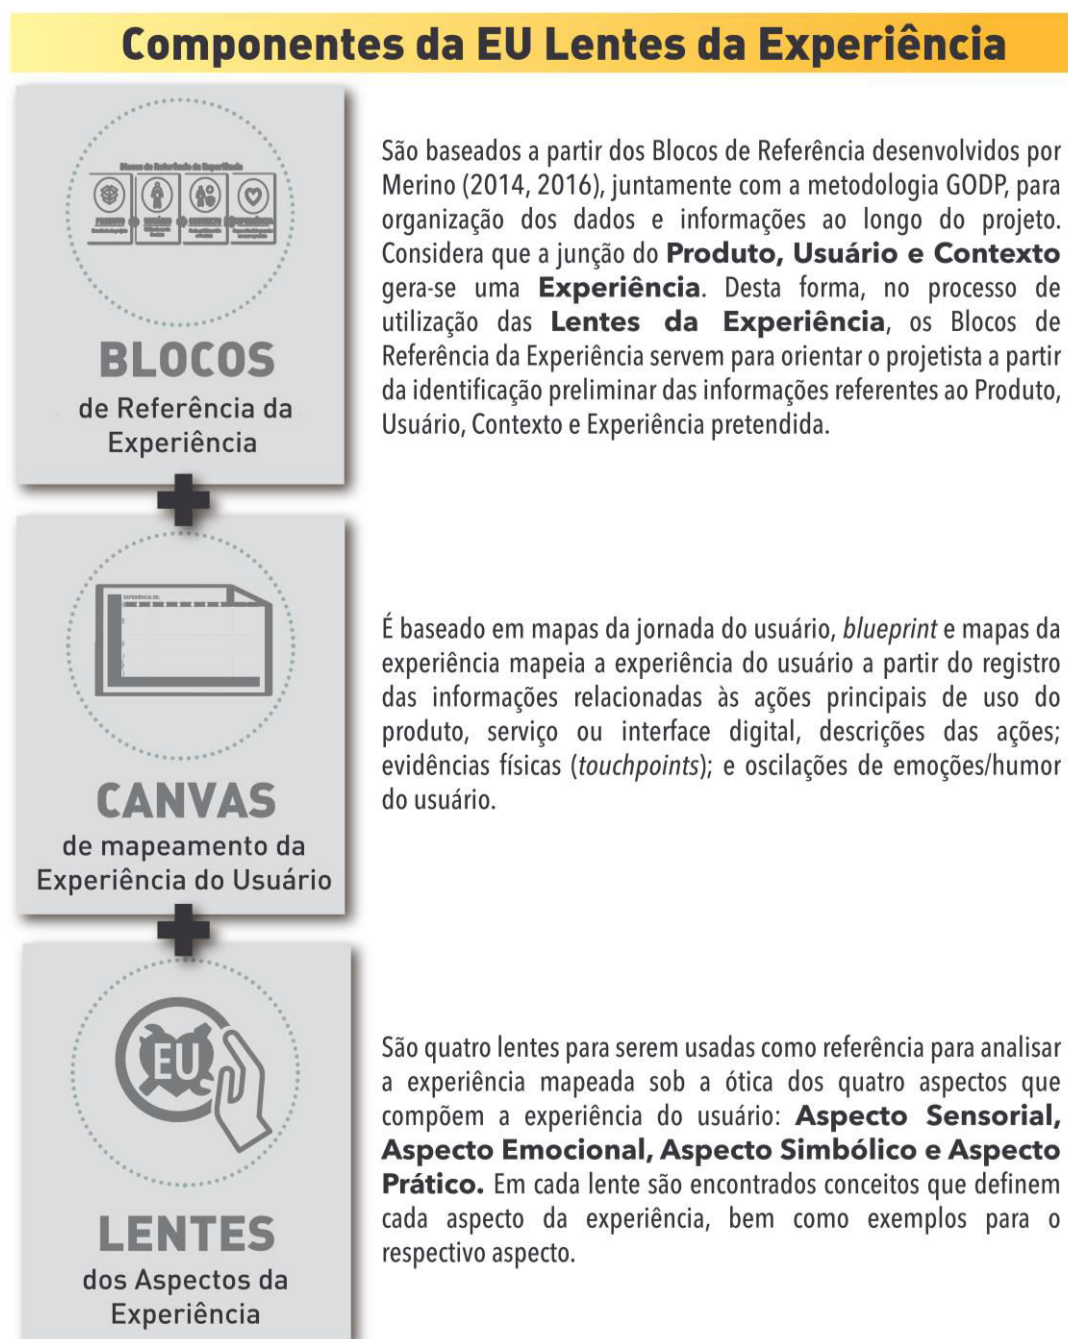 Componentes da EU Lentes da Experiência
Blocos de Referência da Experiência
BLOCOS
de Referência da
Experiência
São baseados a partir dos Blocos de Referência desenvolvidos por
Merino (2014, 2016), juntamente com a metodologia GODP, para
organização dos dados e informações ao longo do projeto.
Considera que a junção do Produto, Usuário e Contexto
gera-se uma Experiência. Desta forma, no processo de
utilização das Lentes da Experiência, os Blocos de
Referência da Experiência servem para orientar o projetista a partir
da identificação preliminar das informações referentes ao Produto,
Usuário, Contexto e Experiência pretendida.
EXPERIÊNCIA DE:
CANVAS
de mapeamento da
Experiência do Usuário
É baseado em mapas da jornada do usuário, blueprint e mapas da
experiência mapeia a experiência do usuário a partir do registro
das informações relacionadas às ações principais de uso do
produto, serviço ou interface digital, descrições das ações;
evidências físicas (touchpoints); e oscilações de emoções/humor
do usuário.
EU
LENTES
dos Aspectos da
Experiência
São quatro lentes para serem usadas como referência para analisar
a experiência mapeada sob a ótica dos quatro aspectos que
compõem a experiência do usuário: Aspecto Sensorial,
Aspecto Emocional, Aspecto Simbólico e Aspecto
Prático. Em cada lente são encontrados conceitos que definem
cada aspecto da experiência, bem como exemplos para o
respectivo aspecto.